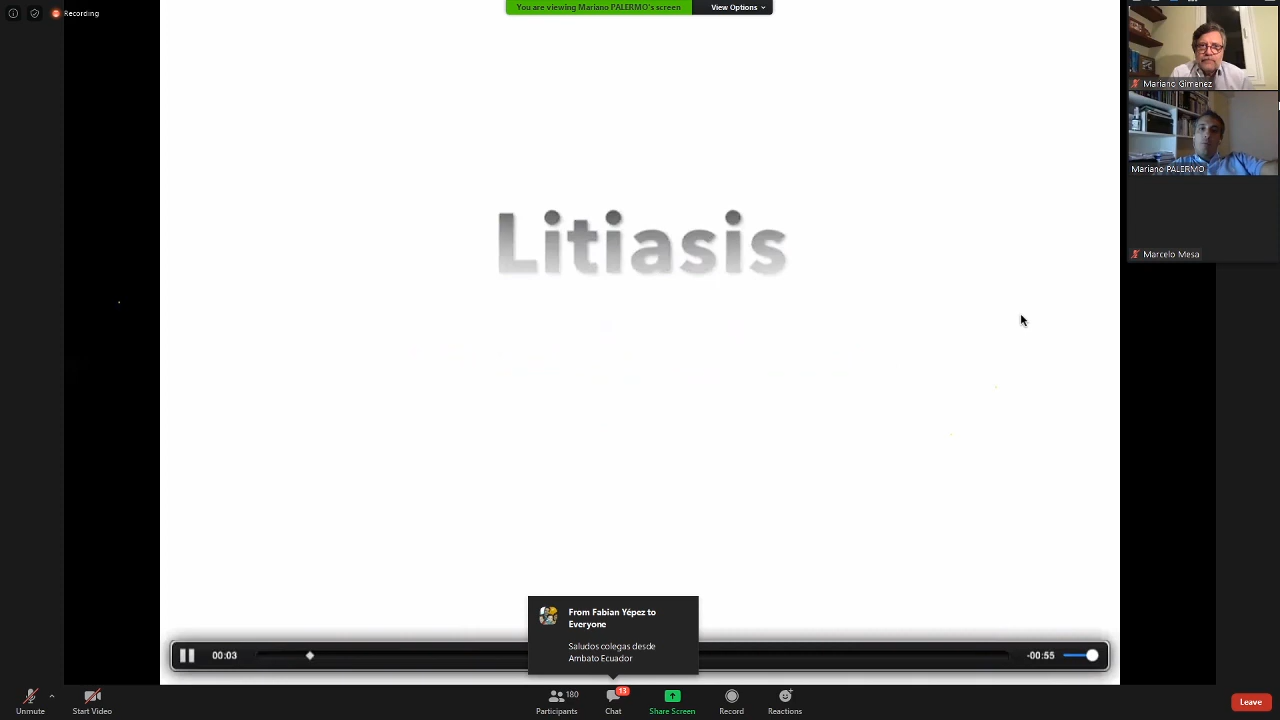 Recording
You are viewing Mariano PALERMO's screen
View Options
Mariano Gimenez
Mariano PALERMO
Marcelo Mesa
Litiasis
From Fabian Yépez to
Everyone
Saludos colegas desde
Ambato Ecuador
00:03
-00:55
Unmute
Start Video
180
Participants
13
Chat
Share Screen
Record
Reactions
Leave